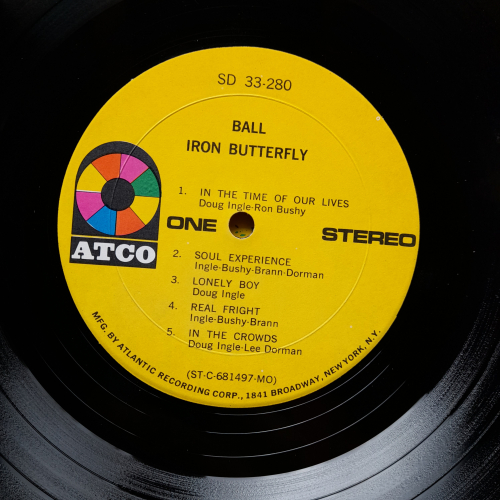 SD 33-280
BALL
IRON BUTTERFLY
1. IN THE TIME OF OUR LIVES
Doug Ingle-Ron Bushy
ONE
STEREO
ATCO
2. SOUL EXPERIENCE
Ingle-Bushy-Brann-Dorman
3. LONELY BOY
Doug Ingle
4. REAL FRIGHT
Ingle-Bushy-Brann
5. IN THE CROWDS
Doug Ingle-Lee Dorman
(ST-C-681497-MO)
MFG. BY ATLANTIC RECORDING CORP., 1841 BROADWAY, NEW YORK, N.Y.